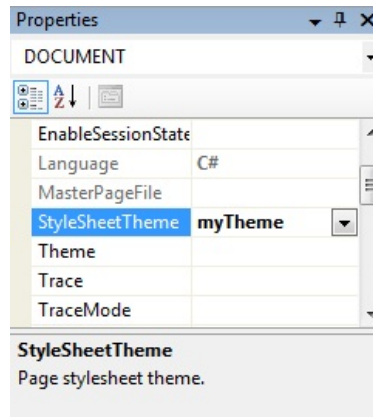 Properties
DOCUMENT
A
Z
EnableSessionState
Language C#
MasterPageFile
StyleSheetTheme myTheme
Theme
Trace
TraceMode
StyleSheetTheme
Page stylesheet theme.